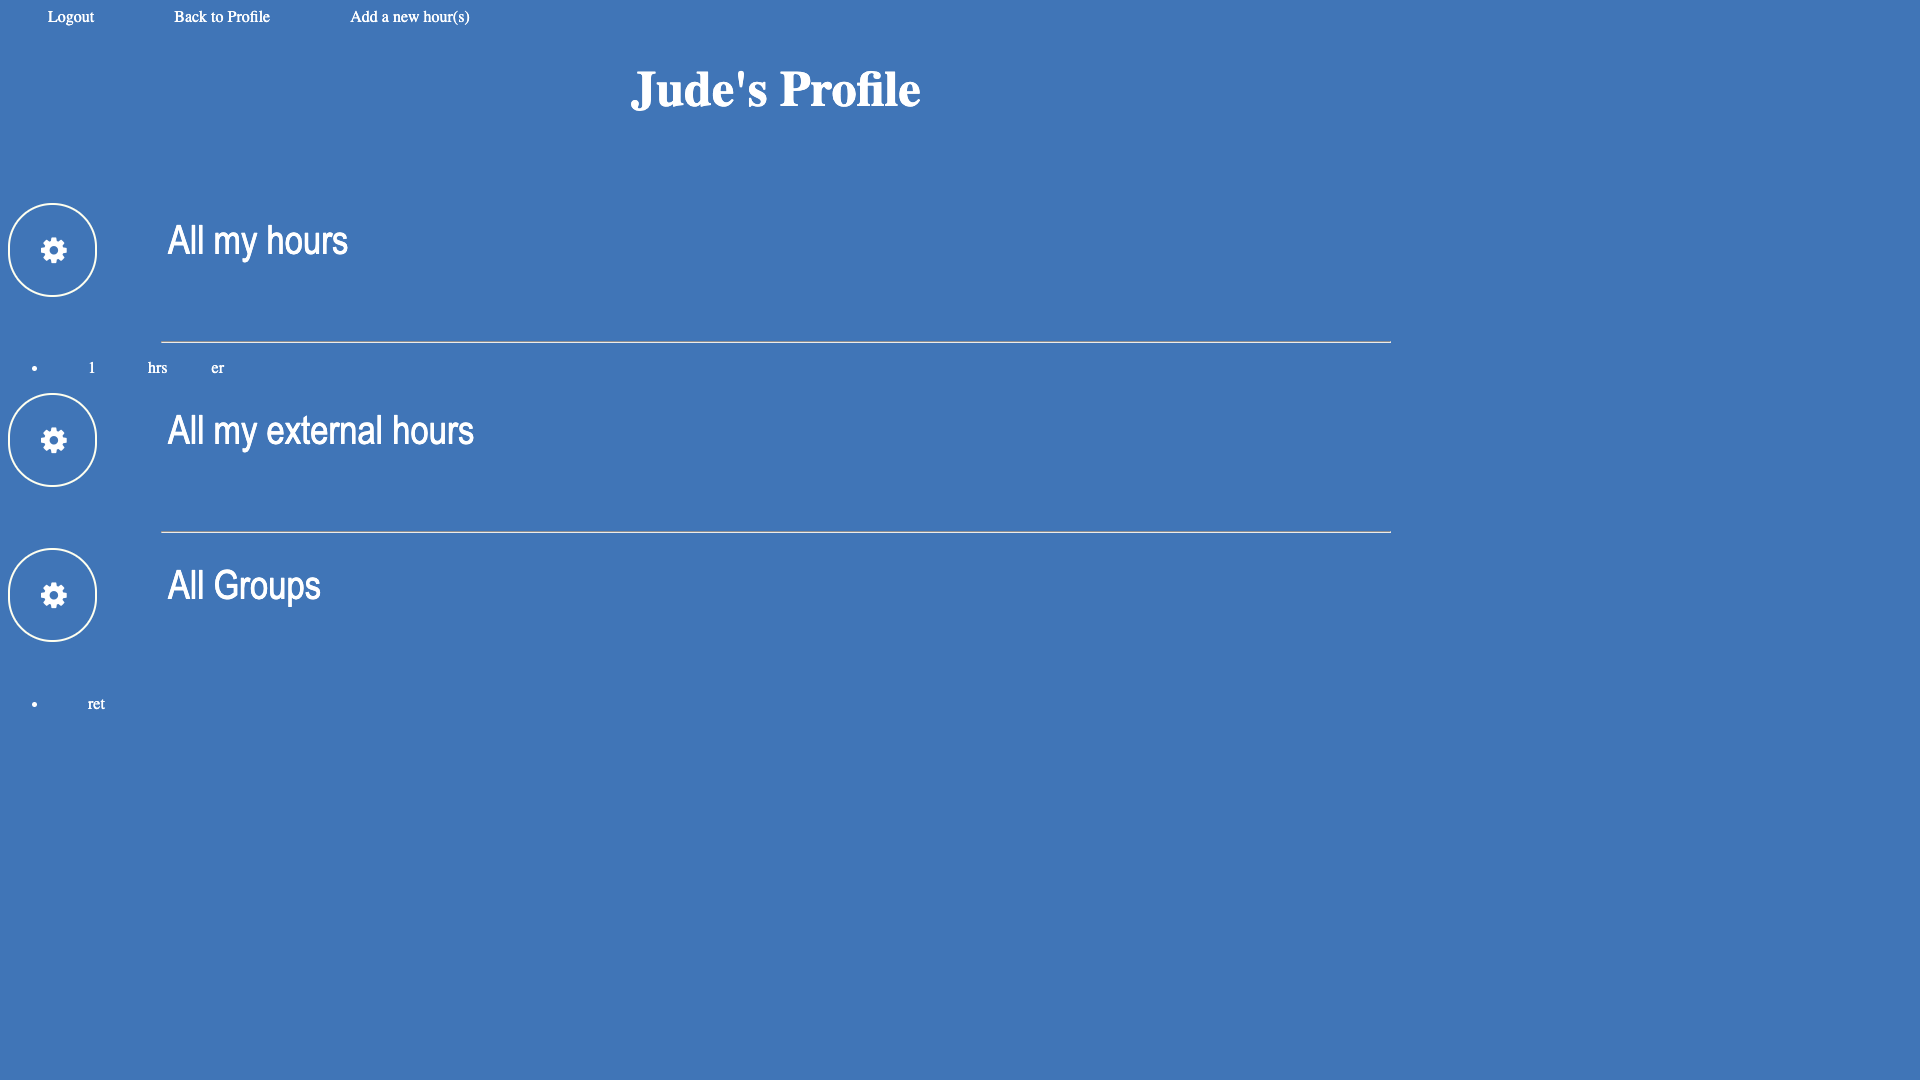 Logout Back to Profile Add a new hour(s)
Jude's Profile
All my hours
1 hrs er
All my external hours
All Groups
ret